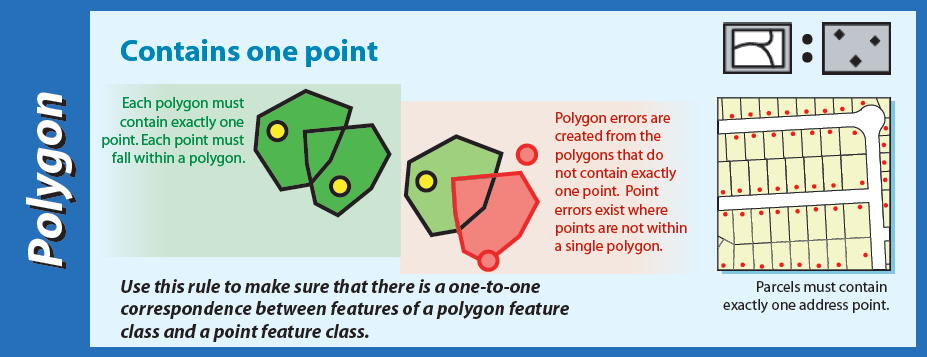 Polygon
Contains one point
Each polygon must
contain exactly one
point. Each point must
fall within a polygon.
Polygon errors are
created from the
polygons that do
not contain exactly
one point. Point
errors exist where
points are not within
a single polygon.
Use this rule to make sure that there is a one-to-one
correspondence between features of a polygon feature
class and a point feature class.
Parcels must contain
exactly one address point.